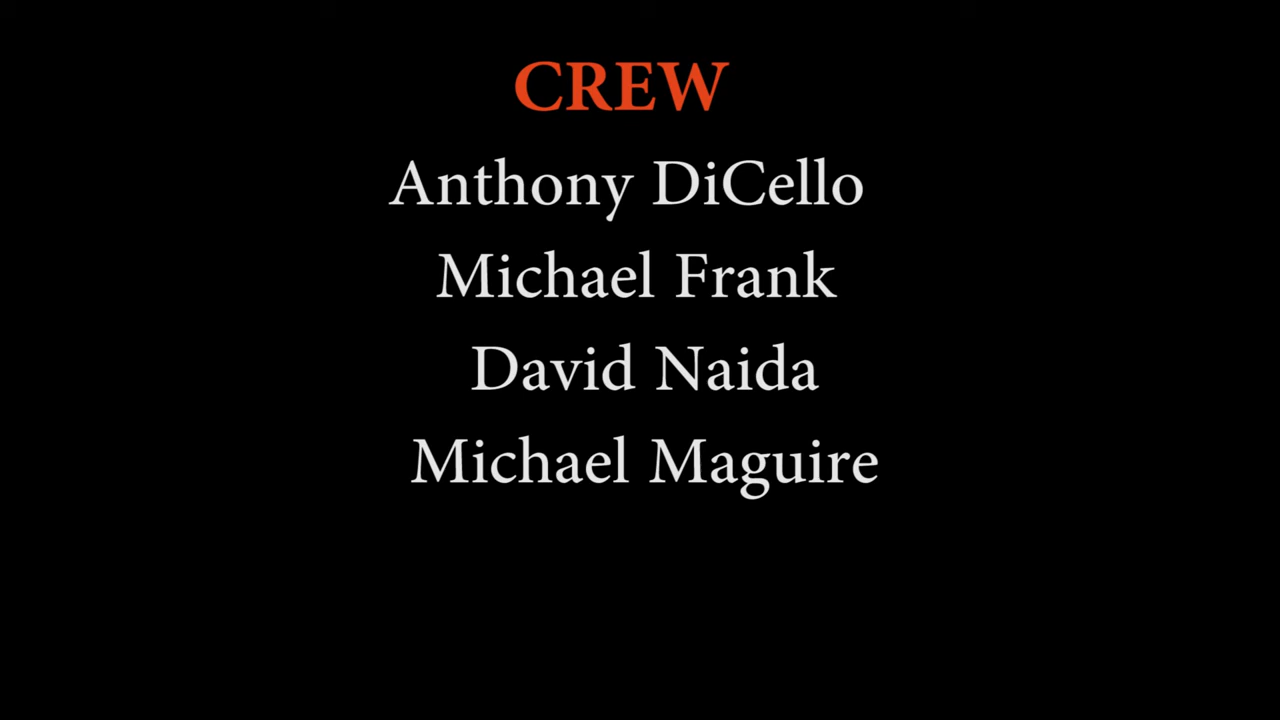 CREW
Anthony DiCello
Michael Frank
David Naida
Michael Maguire